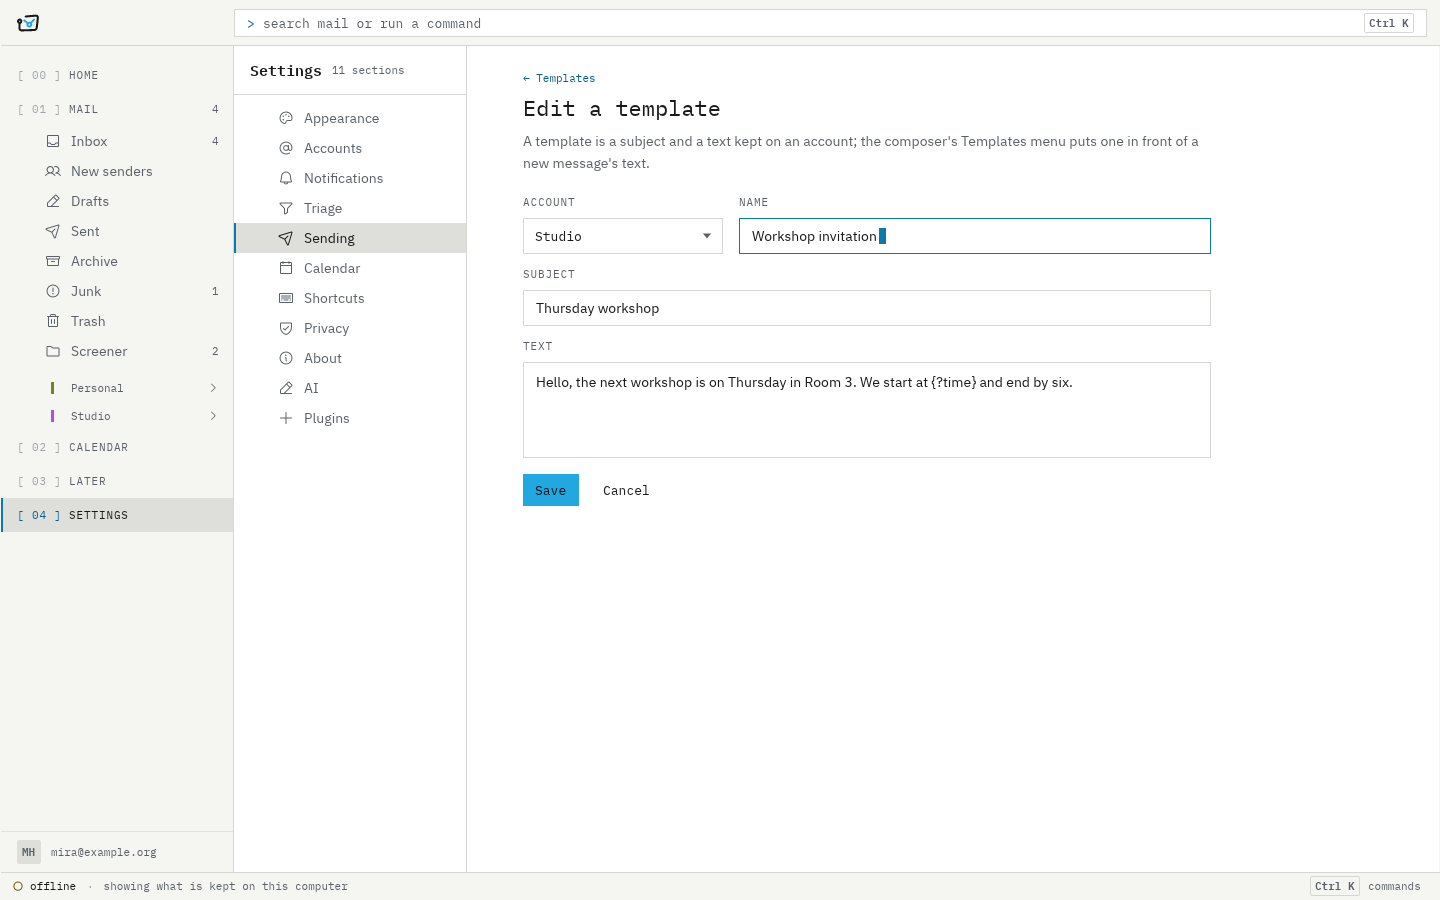 > search mail or run a command
Ctrl K
[ 00 ] HOME
[ 01 ] MAIL 4
Inbox 4
New senders
Drafts
Sent
Archive
Junk 1
Trash
Screener 2
Personal
Studio
[ 02 ] CALENDAR
[ 03 ] LATER
[ 04 ] SETTINGS
MH mira@example.org
Settings 11 sections
Appearance
Accounts
Notifications
Triage
Sending
Calendar
Shortcuts
Privacy
About
AI
Plugins
← Templates
Edit a template
A template is a subject and a text kept on an account; the composer's Templates menu puts one in front of a
new message's text.
ACCOUNT NAME
Studio Workshop invitation
SUBJECT
Thursday workshop
TEXT
Hello, the next workshop is on Thursday in Room 3. We start at {?time} and end by six.
Save Cancel
offline · showing what is kept on this computer
Ctrl K commands